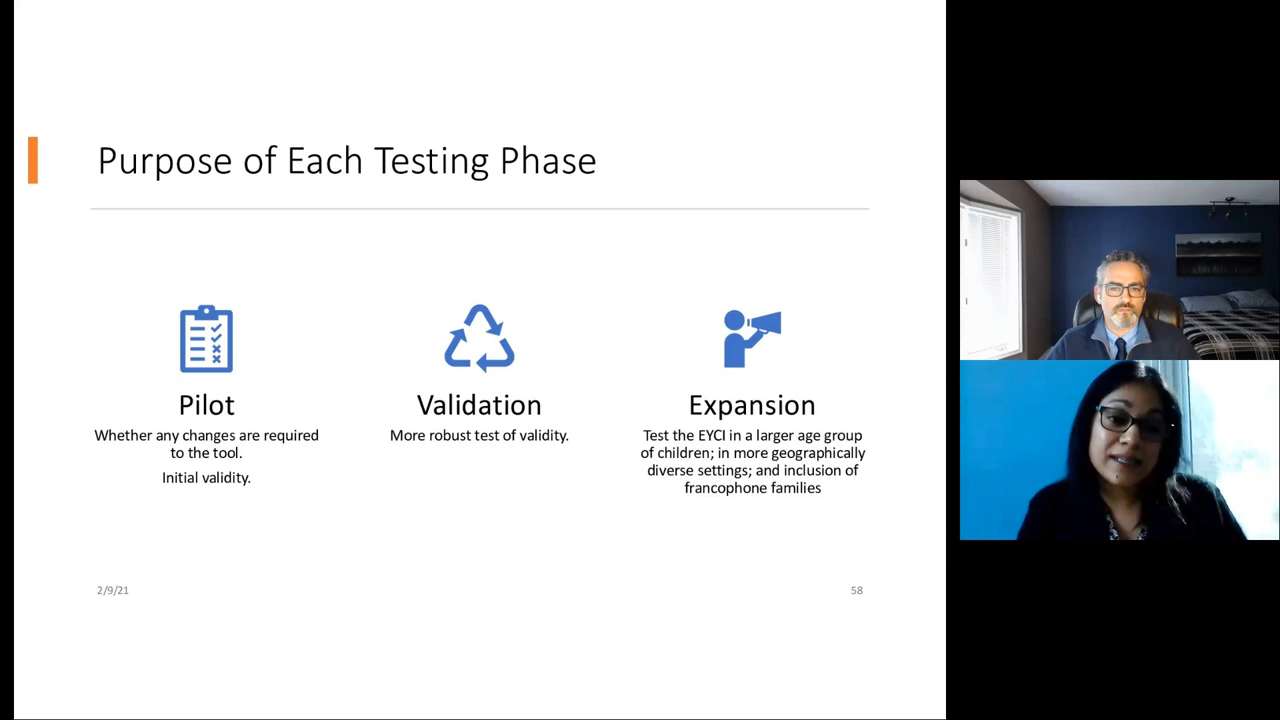 Purpose of Each Testing Phase
Pilot
Whether any changes are required
to the tool.
Initial validity.
Validation
More robust test of validity.
Expansion
Test the EYCI in a larger age group
of children; in more geographically
diverse settings; and inclusion of
francophone families
2/9/21
58